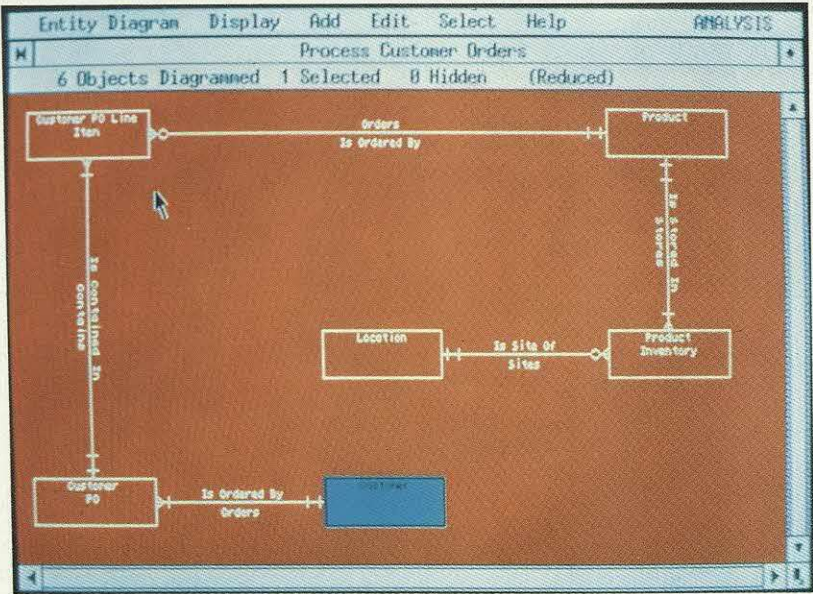 Entity Diagram Display Add Edit Select Help ANALYSIS
Process Customer Orders
6 Objects Diagrammed 1 Selected 0 Hidden (Reduced)
Customer PO Line
Item
Orders
Is Ordered By
Product
Is stored In
stores
Is contained In
contains
Location
Is Site Of
Sites
Product
Inventory
Customer
PO
Is Ordered By
Orders
Customer